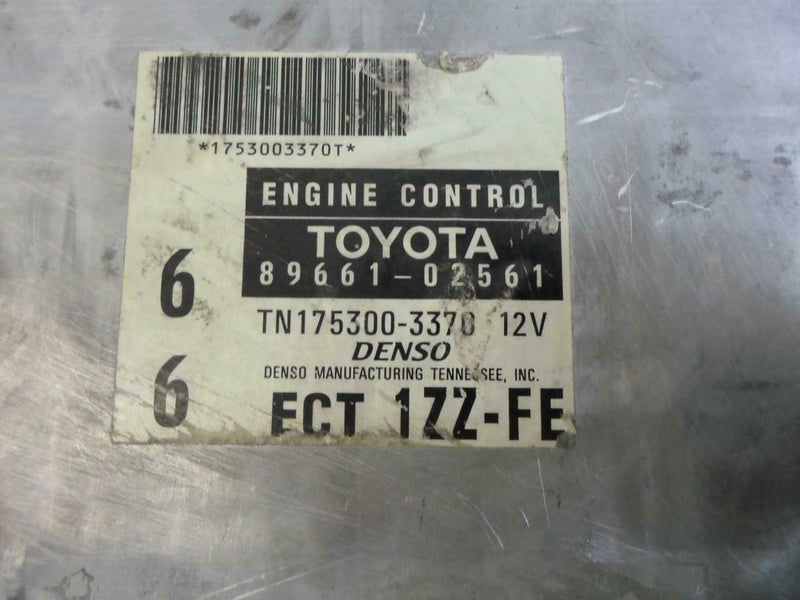 *1753003370T*
ENGINE CONTROL
TOYOTA
89661-02561
6
TN175300-3370 12V
DENSO
DENSO MANUFACTURING TENNESSEE, INC.
6
ECT 1ZZ-FE